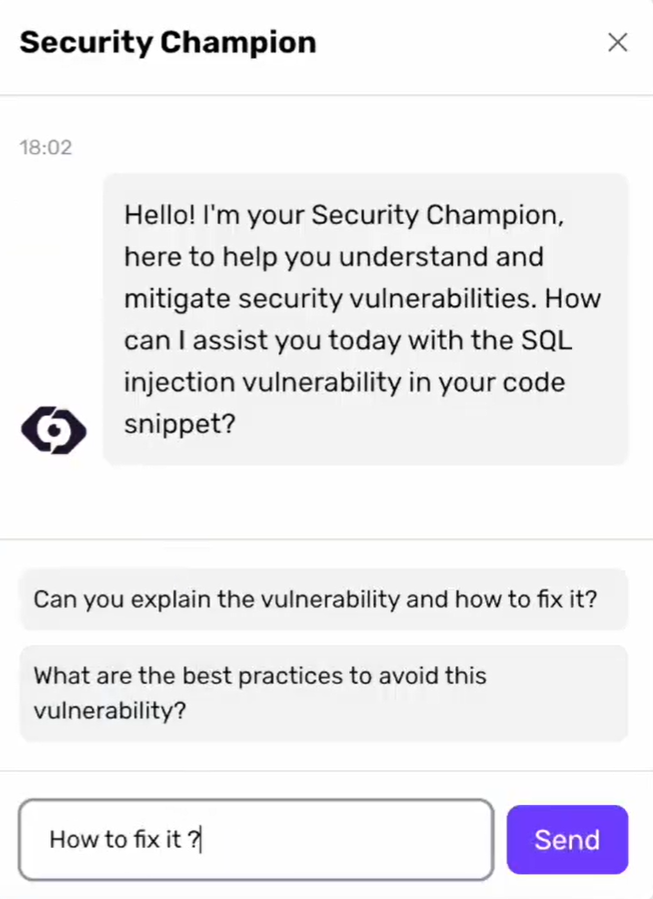 Security Champion
18:02
Hello! I'm your Security Champion,
here to help you understand and
mitigate security vulnerabilities. How
can I assist you today with the SQL
injection vulnerability in your code
snippet?
Can you explain the vulnerability and how to fix it?
What are the best practices to avoid this
vulnerability?
How to fix it ?
Send